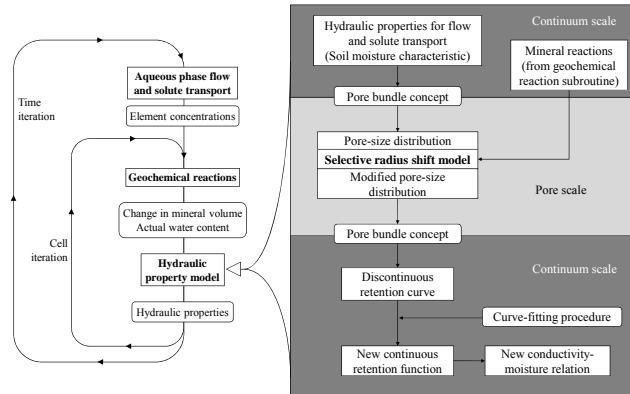 Aqueous phase flow
and solute transport
Time
iteration
Element concentrations
Geochemical reactions
Change in mineral volume
Actual water content
Cell
iteration
Hydraulic
property model
Hydraulic properties
Continuum scale
Hydraulic properties for flow
and solute transport
(Soil moisture characteristic)
Mineral reactions
(from geochemical
reaction subroutine)
Pore bundle concept
Pore-size distribution
Selective radius shift model
Modified pore-size
distribution
Pore scale
Pore bundle concept
Continuum scale
Discontinuous
retention curve
Curve-fitting procedure
New continuous
retention function
New conductivity-
moisture relation